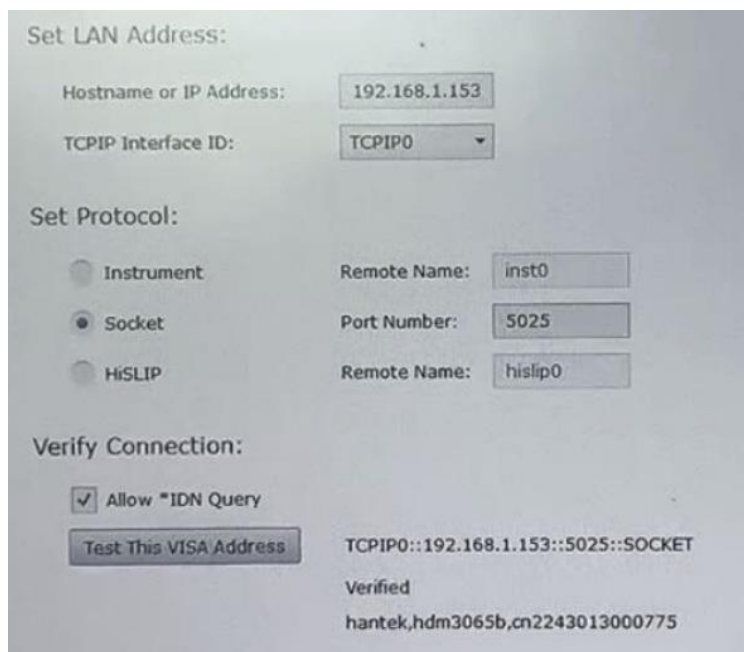 Set LAN Address:
Hostname or IP Address: 192.168.1.153
TCPIP Interface ID: TCPIP0
Set Protocol:
Instrument Remote Name: inst0
Socket Port Number: 5025
HiSLIP Remote Name: hislip0
Verify Connection:
Allow *IDN Query
Test This VISA Address TCPIP0::192.168.1.153::5025::SOCKET
Verified
hantek,hdm3065b,cn2243013000775